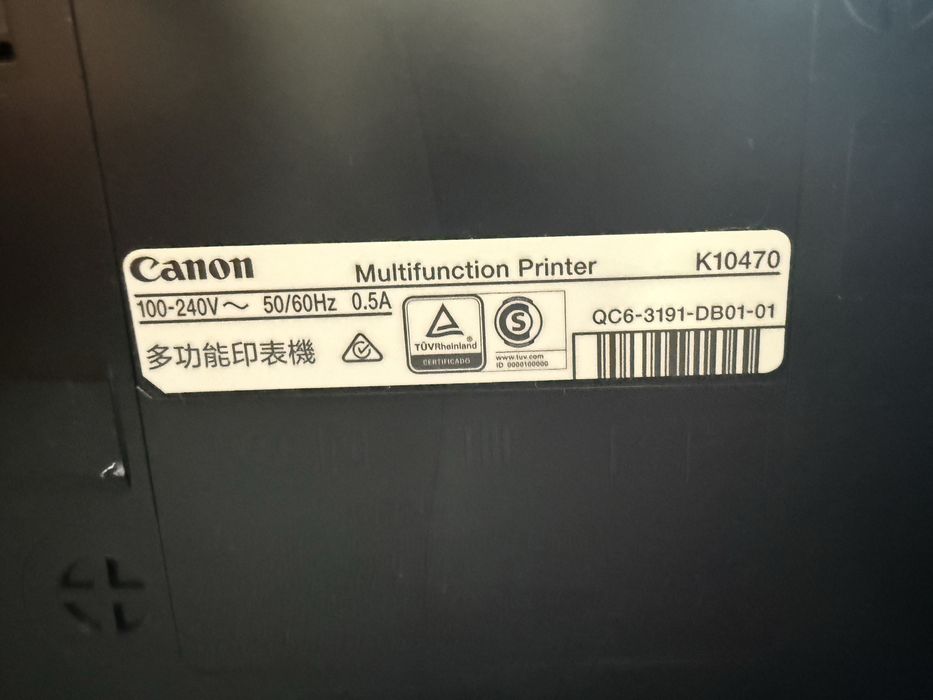 Canon Multifunction Printer K10470
100-240V～ 50/60Hz 0.5A
多功能印表機
TÜVRheinland®
CERTIFICADO
S
www.tuv.com
ID 0000100000
QC6-3191-DB01-01